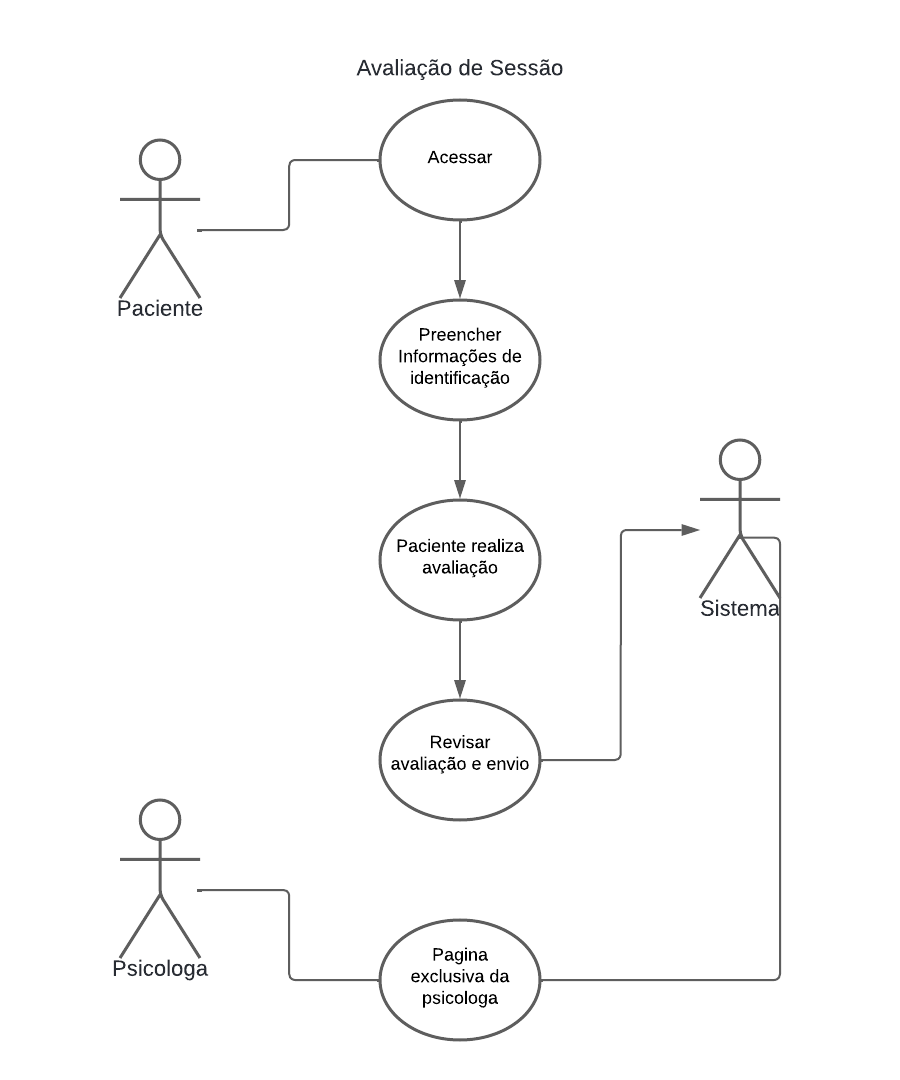 Avaliação de Sessão
Acessar
Paciente
Preencher
Informações de
identificação
Paciente realiza
avaliação
Sistema
Revisar
avaliação e envio
Psicologa
Pagina
exclusiva da
psicologa